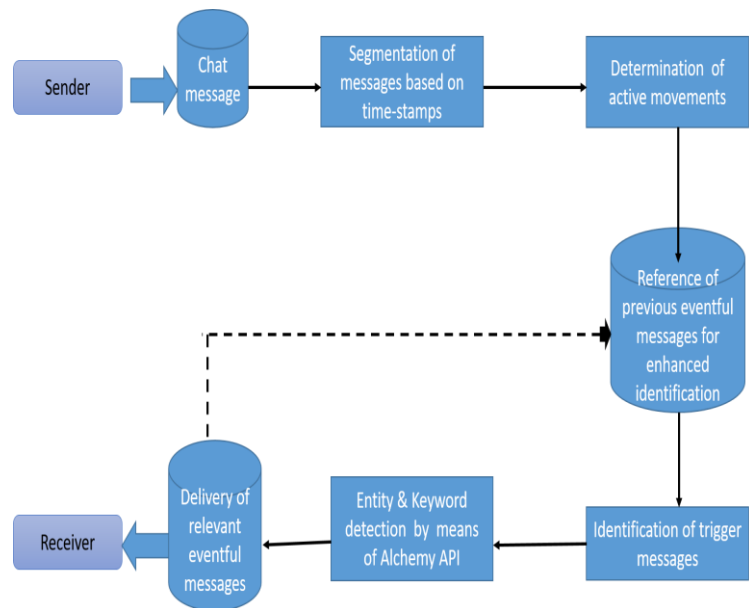 Sender
Chat
message
Segmentation of
messages based on
time-stamps
Determination of
active movements
Reference of
previous eventful
messages for
enhanced
identification
Identification of trigger
messages
Entity & Keyword
detection by means
of Alchemy API
Delivery of
relevant
eventful
messages
Receiver